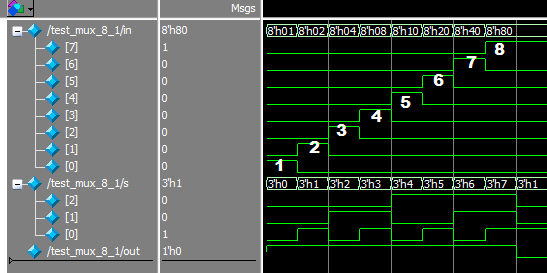 Msgs
/test_mux_8_1/in 8'h80 8'h01 8'h02 8'h04 8'h08 8'h10 8'h20 8'h40 8'h80
[7] 1 8
[6] 0 7
[5] 0 6
[4] 0 5
[3] 0 4
[2] 0 3
[1] 0 2
[0] 0 1
/test_mux_8_1/s 3'h1 3'h0 3'h1 3'h2 3'h3 3'h4 3'h5 3'h6 3'h7 3'h1
[2] 0
[1] 0
[0] 1
/test_mux_8_1/out 1'h0